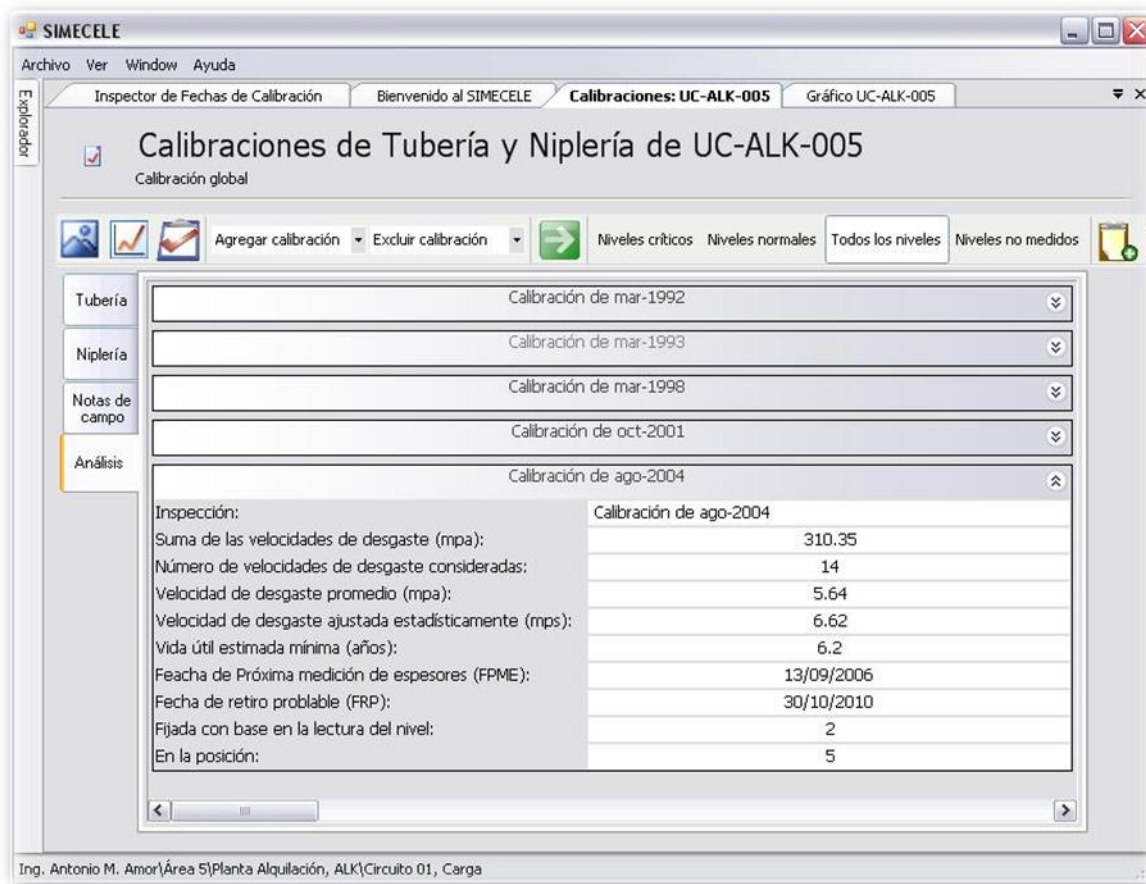 SIMECELE
Archivo Ver Window Ayuda
Explorador
Inspector de Fechas de Calibración Bienvenido al SIMECELE Calibraciones: UC-ALK-005 Gráfico UC-ALK-005
Calibraciones de Tubería y Niplería de UC-ALK-005
Calibración global
Agregar calibración Excluir calibración Niveles críticos Niveles normales Todos los niveles Niveles no medidos
Tubería
Niplería
Notas de
campo
Análisis
Calibración de mar-1992
Calibración de mar-1993
Calibración de mar-1998
Calibración de oct-2001
Calibración de ago-2004
Inspección: Calibración de ago-2004
Suma de las velocidades de desgaste (mpa): 310.35
Número de velocidades de desgaste consideradas: 14
Velocidad de desgaste promedio (mpa): 5.64
Velocidad de desgaste ajustada estadísticamente (mps): 6.62
Vida útil estimada mínima (años): 6.2
Feacha de Próxima medición de espesores (FPME): 13/09/2006
Fecha de retiro problable (FRP): 30/10/2010
Fijada con base en la lectura del nivel: 2
En la posición: 5
Ing. Antonio M. Amor\Área 5\Planta Alquilación, ALK\Circuito 01, Carga